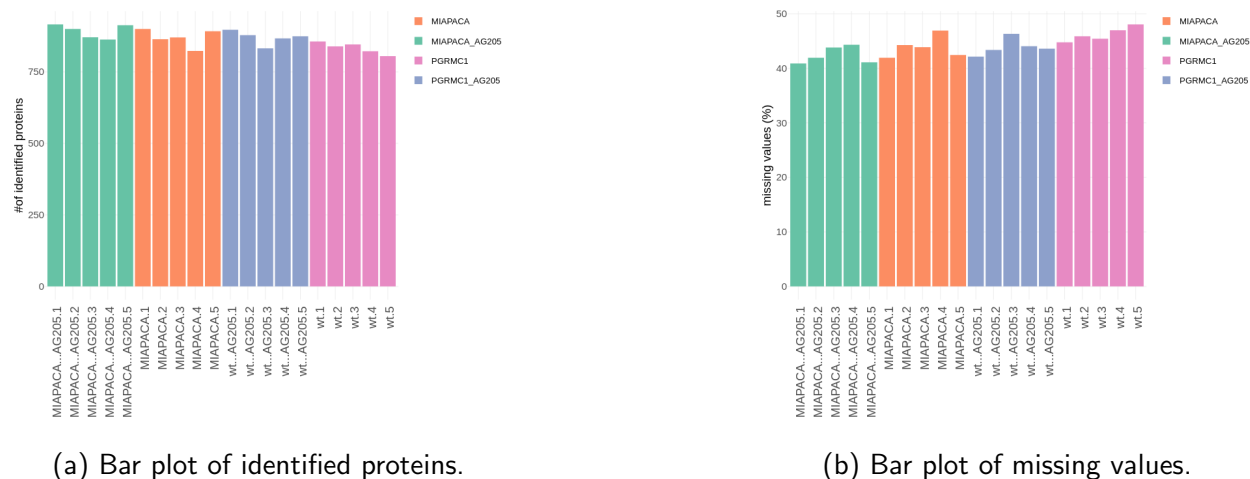 MIAPACA
MIAPACA_AG205
PGRMC1
PGRMC1_AG205
#of identified proteins
750
500
250
0
MIAPACA...AG205.1
MIAPACA...AG205.2
MIAPACA...AG205.3
MIAPACA...AG205.4
MIAPACA...AG205.5
MIAPACA.1
MIAPACA.2
MIAPACA.3
MIAPACA.4
MIAPACA.5
wt...AG205.1
wt...AG205.2
wt...AG205.3
wt...AG205.4
wt...AG205.5
wt.1
wt.2
wt.3
wt.4
wt.5
(a) Bar plot of identified proteins.
MIAPACA
MIAPACA_AG205
PGRMC1
PGRMC1_AG205
missing values (%)
50
40
30
20
10
0
MIAPACA...AG205.1
MIAPACA...AG205.2
MIAPACA...AG205.3
MIAPACA...AG205.4
MIAPACA...AG205.5
MIAPACA.1
MIAPACA.2
MIAPACA.3
MIAPACA.4
MIAPACA.5
wt...AG205.1
wt...AG205.2
wt...AG205.3
wt...AG205.4
wt...AG205.5
wt.1
wt.2
wt.3
wt.4
wt.5
(b) Bar plot of missing values.